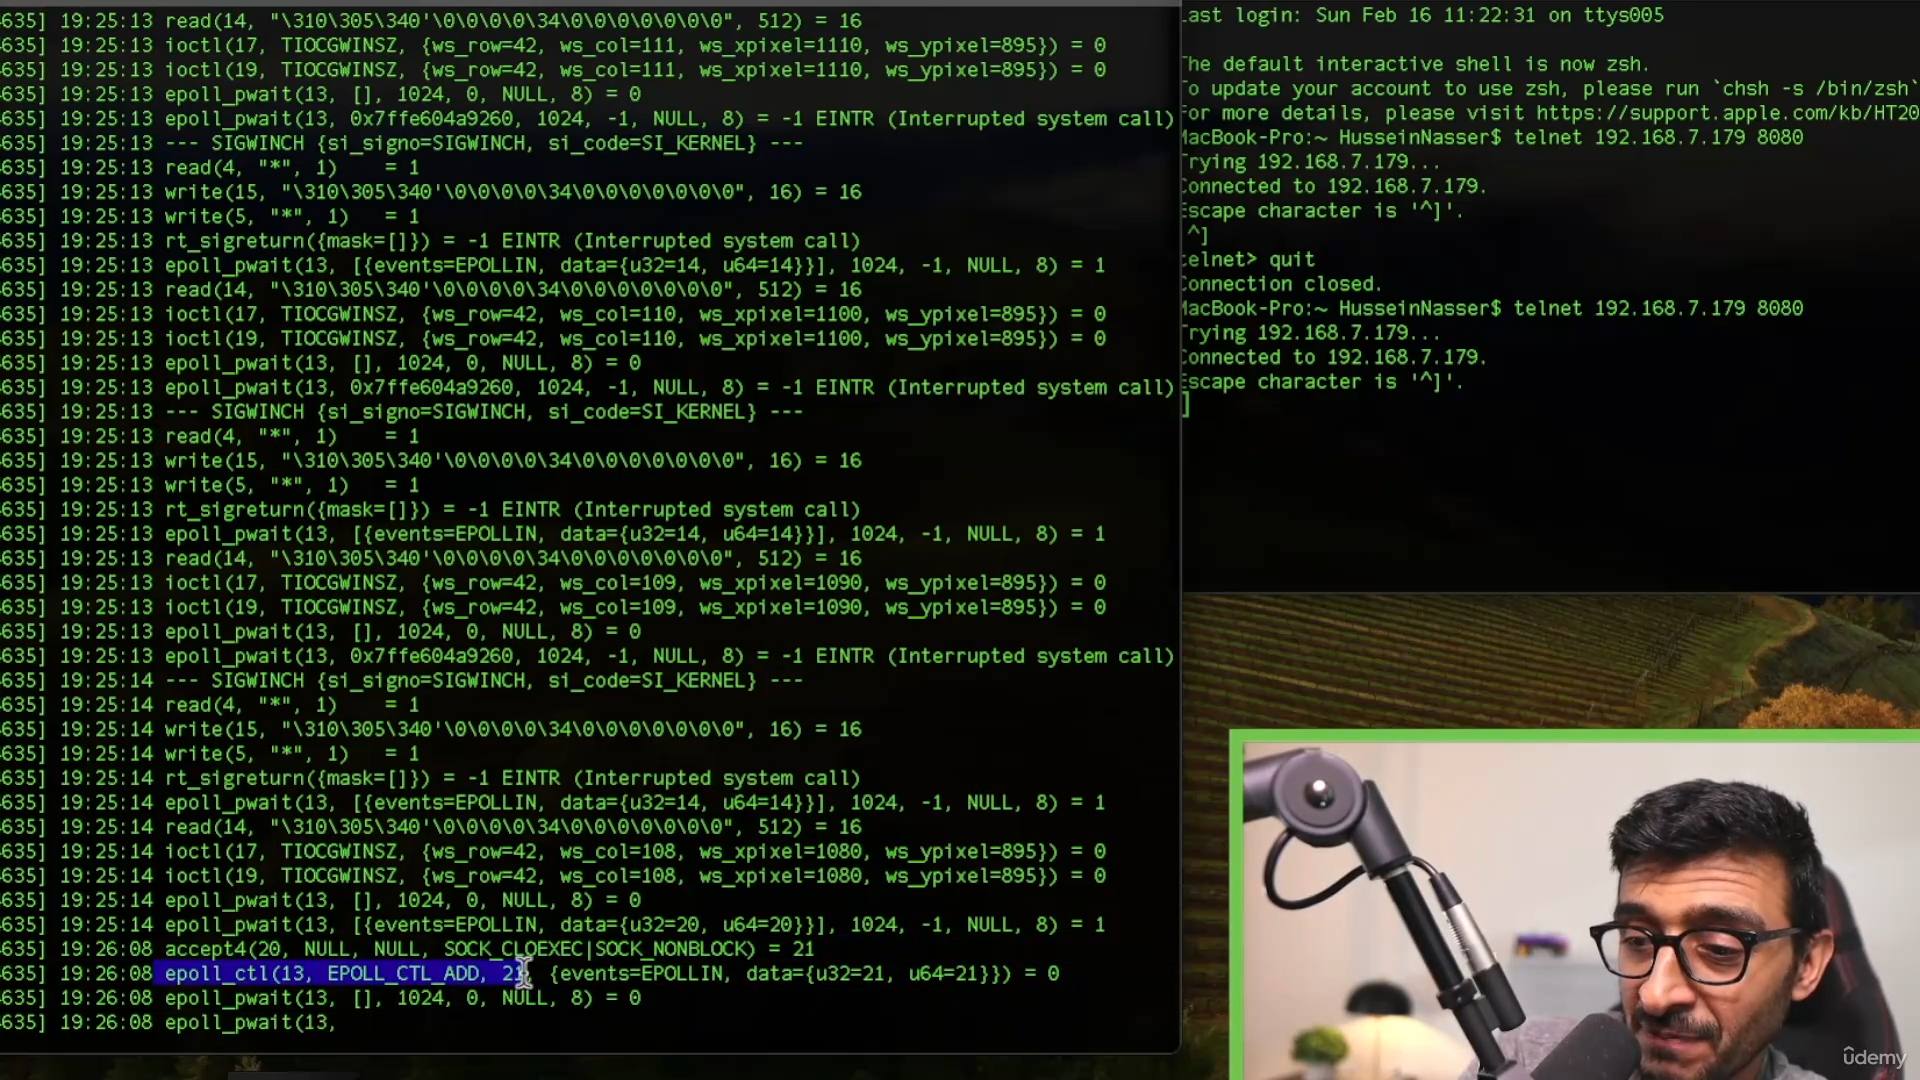 635] 19:25:13 read(14, "\310\305\340'\0\0\0\0\34\0\0\0\0\0\0\0", 512) = 16
635] 19:25:13 ioctl(17, TIOCGWINSZ, {ws_row=42, ws_col=111, ws_xpixel=1110, ws_ypixel=895}) = 0
635] 19:25:13 ioctl(19, TIOCGWINSZ, {ws_row=42, ws_col=111, ws_xpixel=1110, ws_ypixel=895}) = 0
635] 19:25:13 epoll_pwait(13, [], 1024, 0, NULL, 8) = 0
635] 19:25:13 epoll_pwait(13, 0x7ffe604a9260, 1024, -1, NULL, 8) = -1 EINTR (Interrupted system call)
635] 19:25:13 --- SIGWINCH {si_signo=SIGWINCH, si_code=SI_KERNEL} ---
635] 19:25:13 read(4, "*", 1) = 1
635] 19:25:13 write(15, "\310\305\340'\0\0\0\0\34\0\0\0\0\0\0\0", 16) = 16
635] 19:25:13 write(5, "*", 1) = 1
635] 19:25:13 rt_sigreturn({mask=[]}) = -1 EINTR (Interrupted system call)
635] 19:25:13 epoll_pwait(13, [{events=EPOLLIN, data={u32=14, u64=14}}], 1024, -1, NULL, 8) = 1
635] 19:25:13 read(14, "\310\305\340'\0\0\0\0\34\0\0\0\0\0\0\0", 512) = 16
635] 19:25:13 ioctl(17, TIOCGWINSZ, {ws_row=42, ws_col=110, ws_xpixel=1100, ws_ypixel=895}) = 0
635] 19:25:13 ioctl(19, TIOCGWINSZ, {ws_row=42, ws_col=110, ws_xpixel=1100, ws_ypixel=895}) = 0
635] 19:25:13 epoll_pwait(13, [], 1024, 0, NULL, 8) = 0
635] 19:25:13 epoll_pwait(13, 0x7ffe604a9260, 1024, -1, NULL, 8) = -1 EINTR (Interrupted system call)
635] 19:25:13 --- SIGWINCH {si_signo=SIGWINCH, si_code=SI_KERNEL} ---
635] 19:25:13 read(4, "*", 1) = 1
635] 19:25:13 write(15, "\310\305\340'\0\0\0\0\34\0\0\0\0\0\0\0", 16) = 16
635] 19:25:13 write(5, "*", 1) = 1
635] 19:25:13 rt_sigreturn({mask=[]}) = -1 EINTR (Interrupted system call)
635] 19:25:13 epoll_pwait(13, [{events=EPOLLIN, data={u32=14, u64=14}}], 1024, -1, NULL, 8) = 1
635] 19:25:13 read(14, "\310\305\340'\0\0\0\0\34\0\0\0\0\0\0\0", 512) = 16
635] 19:25:13 ioctl(17, TIOCGWINSZ, {ws_row=42, ws_col=109, ws_xpixel=1090, ws_ypixel=895}) = 0
635] 19:25:13 ioctl(19, TIOCGWINSZ, {ws_row=42, ws_col=109, ws_xpixel=1090, ws_ypixel=895}) = 0
635] 19:25:13 epoll_pwait(13, [], 1024, 0, NULL, 8) = 0
635] 19:25:13 epoll_pwait(13, 0x7ffe604a9260, 1024, -1, NULL, 8) = -1 EINTR (Interrupted system call)
635] 19:25:14 --- SIGWINCH {si_signo=SIGWINCH, si_code=SI_KERNEL} ---
635] 19:25:14 read(4, "*", 1) = 1
635] 19:25:14 write(15, "\310\305\340'\0\0\0\0\34\0\0\0\0\0\0\0", 16) = 16
635] 19:25:14 write(5, "*", 1) = 1
635] 19:25:14 rt_sigreturn({mask=[]}) = -1 EINTR (Interrupted system call)
635] 19:25:14 epoll_pwait(13, [{events=EPOLLIN, data={u32=14, u64=14}}], 1024, -1, NULL, 8) = 1
635] 19:25:14 read(14, "\310\305\340'\0\0\0\0\34\0\0\0\0\0\0\0", 512) = 16
635] 19:25:14 ioctl(17, TIOCGWINSZ, {ws_row=42, ws_col=108, ws_xpixel=1080, ws_ypixel=895}) = 0
635] 19:25:14 ioctl(19, TIOCGWINSZ, {ws_row=42, ws_col=108, ws_xpixel=1080, ws_ypixel=895}) = 0
635] 19:25:14 epoll_pwait(13, [], 1024, 0, NULL, 8) = 0
635] 19:25:14 epoll_pwait(13, [{events=EPOLLIN, data={u32=20, u64=20}}], 1024, -1, NULL, 8) = 1
635] 19:26:08 accept4(20, NULL, NULL, SOCK_CLOEXEC|SOCK_NONBLOCK) = 21
635] 19:26:08 epoll_ctl(13, EPOLL_CTL_ADD, 21, {events=EPOLLIN, data={u32=21, u64=21}}) = 0
635] 19:26:08 epoll_pwait(13, [], 1024, 0, NULL, 8) = 0
635] 19:26:08 epoll_pwait(13,
Last login: Sun Feb 16 11:22:31 on ttys005
The default interactive shell is now zsh.
To update your account to use zsh, please run `chsh -s /bin/zsh`
For more details, please visit https://support.apple.com/kb/HT20
MacBook-Pro:~ HusseinNasser$ telnet 192.168.7.179 8080
Trying 192.168.7.179...
Connected to 192.168.7.179.
Escape character is '^]'.
^]
telnet> quit
Connection closed.
MacBook-Pro:~ HusseinNasser$ telnet 192.168.7.179 8080
Trying 192.168.7.179...
Connected to 192.168.7.179.
Escape character is '^]'.
ûdemy